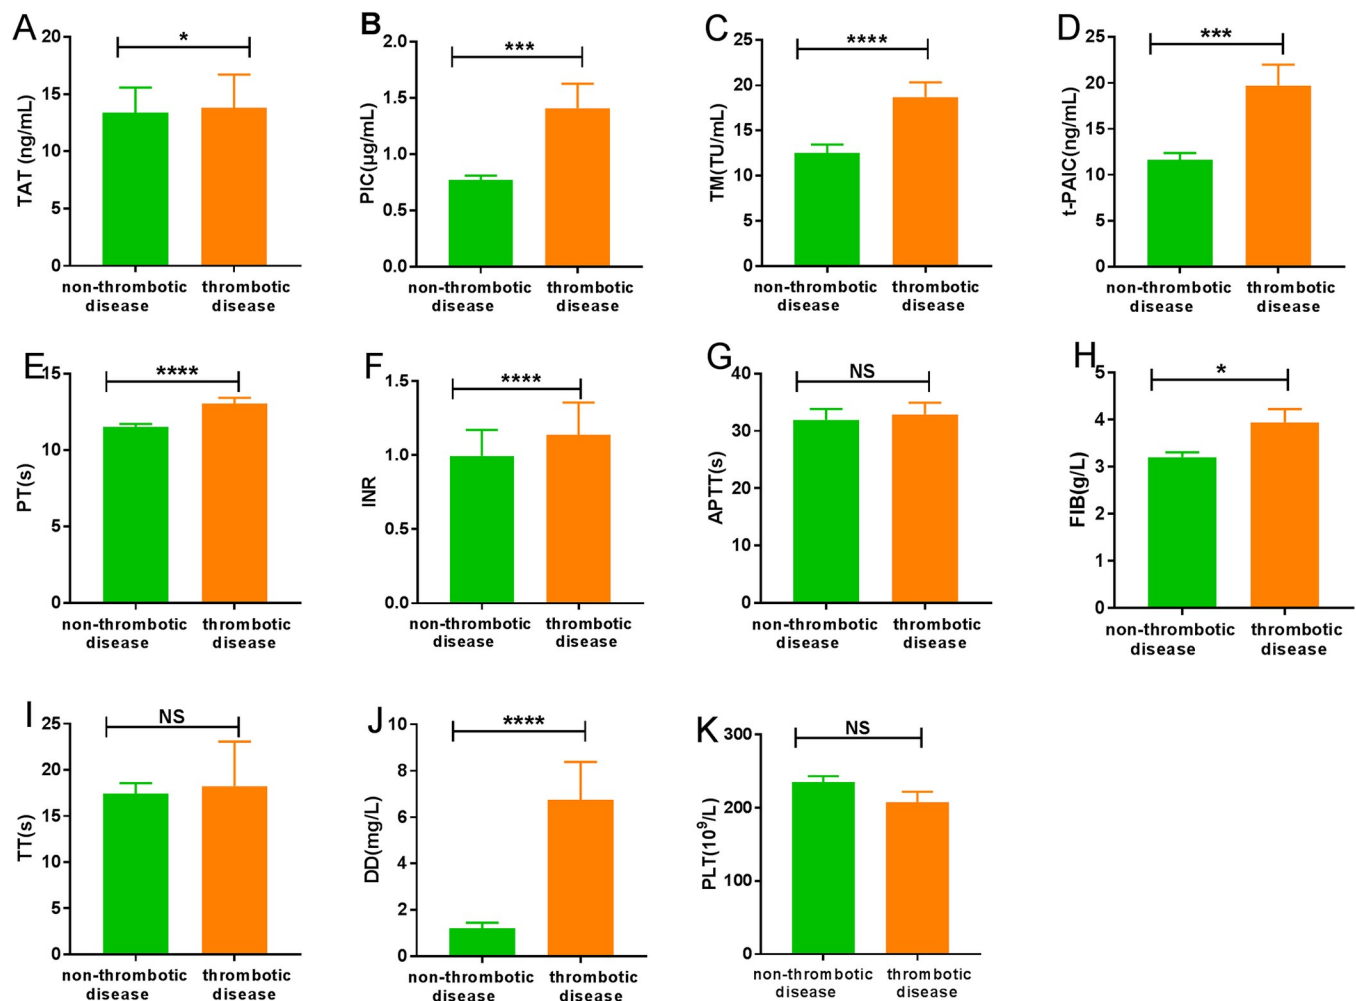 A
TAT (ng/mL)
20
15
10
5
0
*
non-thrombotic
disease
thrombotic
disease
B
PIC(μg/mL)
2.0
1.5
1.0
0.5
0.0
***
non-thrombotic
disease
thrombotic
disease
C
TM(TU/mL)
25
20
15
10
5
0
****
non-thrombotic
disease
thrombotic
disease
D
t-PAIC(ng/mL)
25
20
15
10
5
0
***
non-thrombotic
disease
thrombotic
disease
E
PT(s)
15
10
5
0
****
non-thrombotic
disease
thrombotic
disease
F
INR
1.5
1.0
0.5
0.0
****
non-thrombotic
disease
thrombotic
disease
G
APTT(s)
40
30
20
10
0
NS
non-thrombotic
disease
thrombotic
disease
H
FIB(g/L)
5
4
3
2
1
0
*
non-thrombotic
disease
thrombotic
disease
I
TT(s)
25
20
15
10
5
0
NS
non-thrombotic
disease
thrombotic
disease
J
DD(mg/L)
10
8
6
4
2
0
****
non-thrombotic
disease
thrombotic
disease
K
PLT(10⁹/L)
300
200
100
0
NS
non-thrombotic
disease
thrombotic
disease